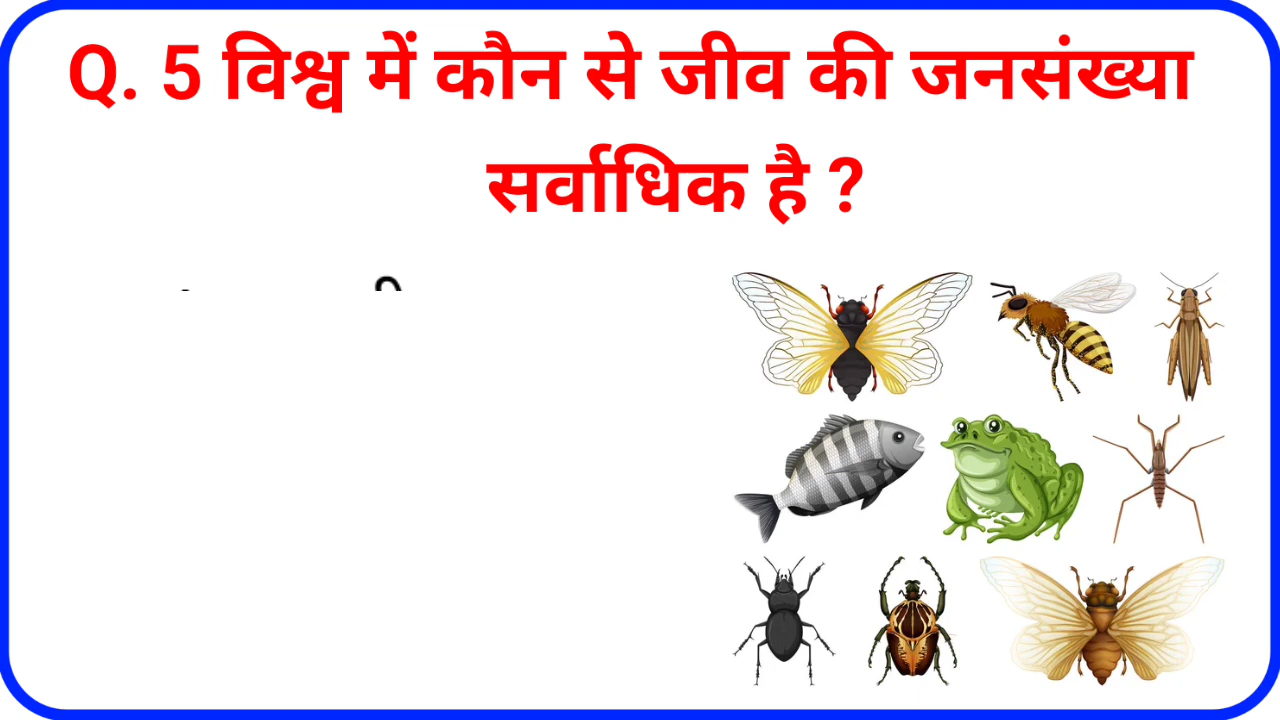 Q. 5 विश्व में कौन से जीव की जनसंख्या
सर्वाधिक है ?